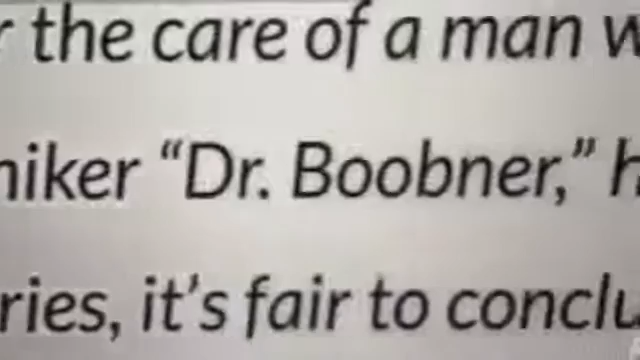 r the care of a man w
niker “Dr. Boobner,” h
ries, it’s fair to conclu